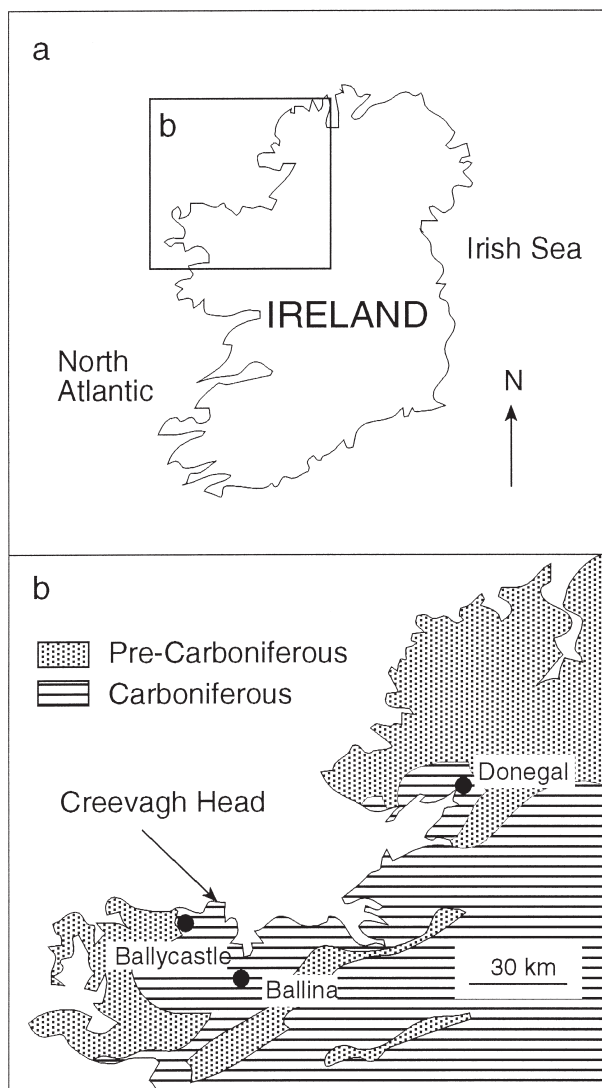 a
b
Irish Sea
IRELAND
North
Atlantic
N
b
Pre-Carboniferous
Carboniferous
Donegal
Creevagh Head
Ballycastle
30 km
Ballina